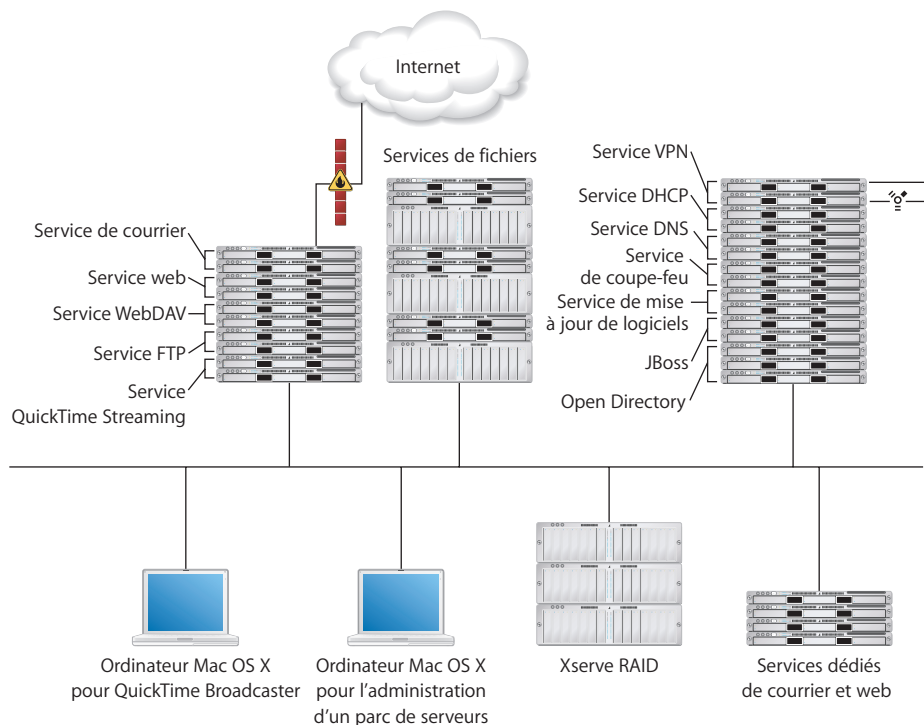 Internet
Services de fichiers
Service de courrier
Service web
Service WebDAV
Service FTP
Service
QuickTime Streaming
Service VPN
Service DHCP
Service DNS
Service
de coupe-feu
Service de mise
à jour de logiciels
JBoss
Open Directory
Ordinateur Mac OS X
pour QuickTime Broadcaster
Ordinateur Mac OS X
pour l’administration
d’un parc de serveurs
Xserve RAID
Services dédiés
de courrier et web